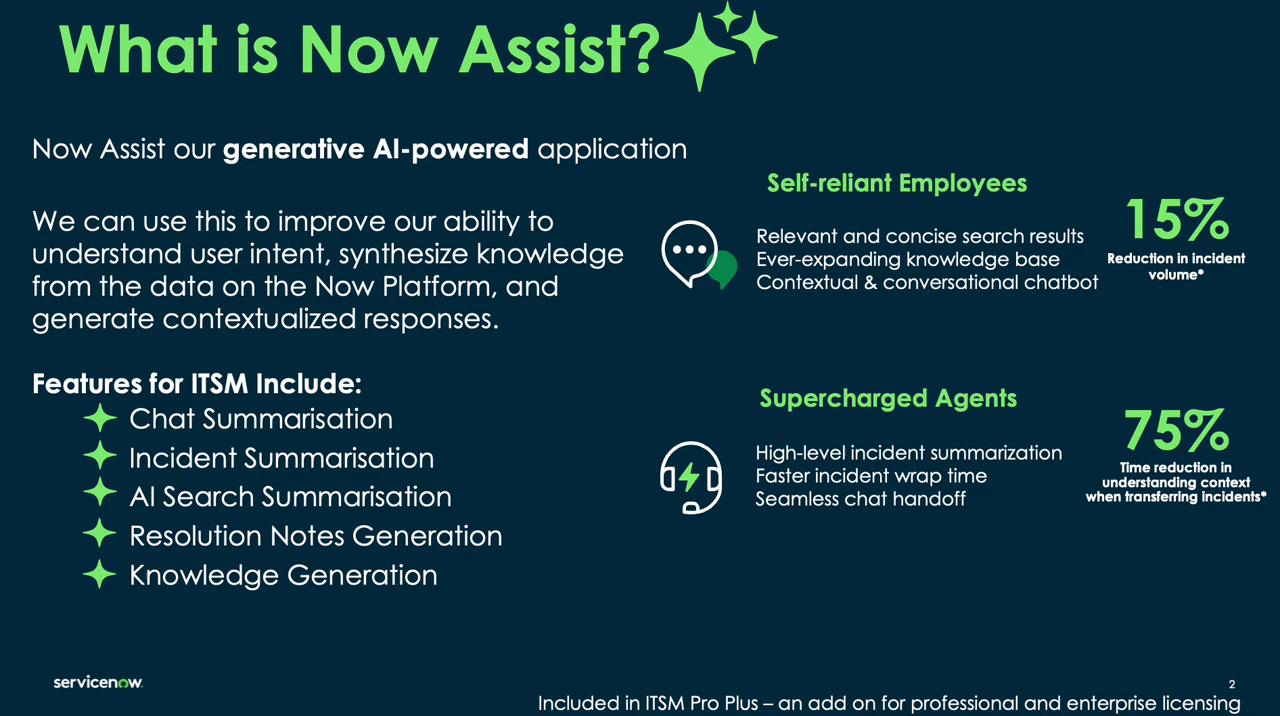 What is Now Assist?
Now Assist our generative AI-powered application
We can use this to improve our ability to
understand user intent, synthesize knowledge
from the data on the Now Platform, and
generate contextualized responses.
Features for ITSM Include:
Chat Summarisation
Incident Summarisation
AI Search Summarisation
Resolution Notes Generation
Knowledge Generation
Self-reliant Employees
Relevant and concise search results
Ever-expanding knowledge base
Contextual & conversational chatbot
15%
Reduction in incident
volume*
Supercharged Agents
High-level incident summarization
Faster incident wrap time
Seamless chat handoff
75%
Time reduction in
understanding context
when transferring incidents*
servicenow
2
Included in ITSM Pro Plus – an add on for professional and enterprise licensing